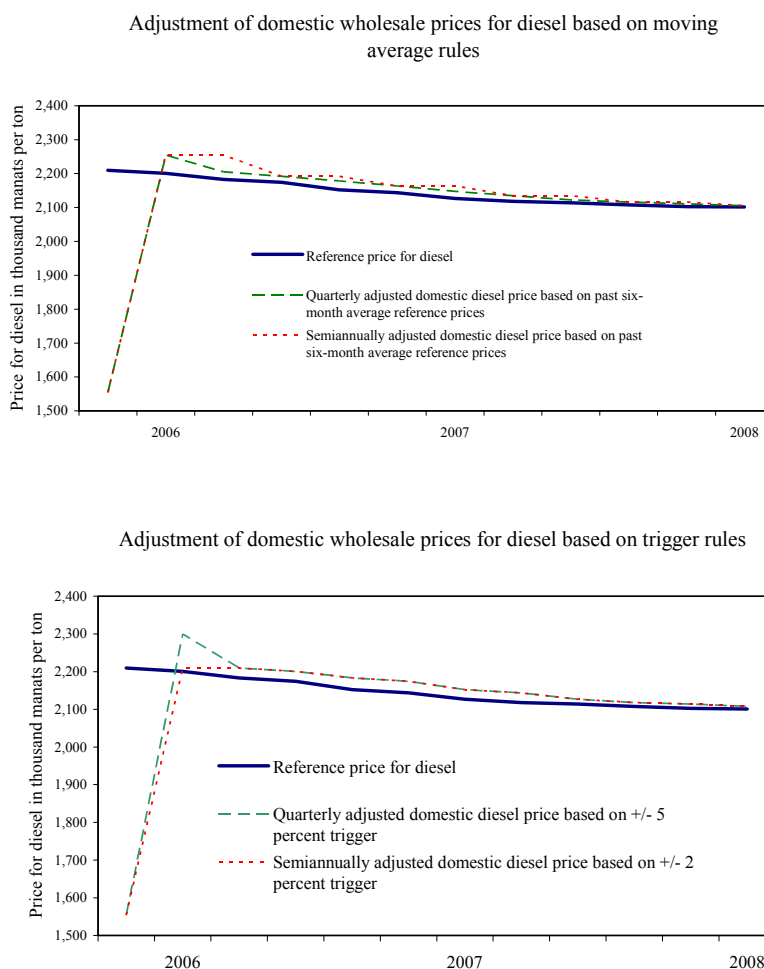 Adjustment of domestic wholesale prices for diesel based on moving
average rules
Price for diesel in thousand manats per ton
2,400
2,300
2,200
2,100
2,000
1,900
1,800
1,700
1,600
1,500
Reference price for diesel
Quarterly adjusted domestic diesel price based on past six-
month average reference prices
Semiannually adjusted domestic diesel price based on past
six-month average reference prices
2006
2007
2008
Adjustment of domestic wholesale prices for diesel based on trigger rules
Price for diesel in thousand manats per ton
2,400
2,300
2,200
2,100
2,000
1,900
1,800
1,700
1,600
1,500
Reference price for diesel
Quarterly adjusted domestic diesel price based on +/- 5
percent trigger
Semiannually adjusted domestic diesel price based on +/- 2
percent trigger
2006
2007
2008